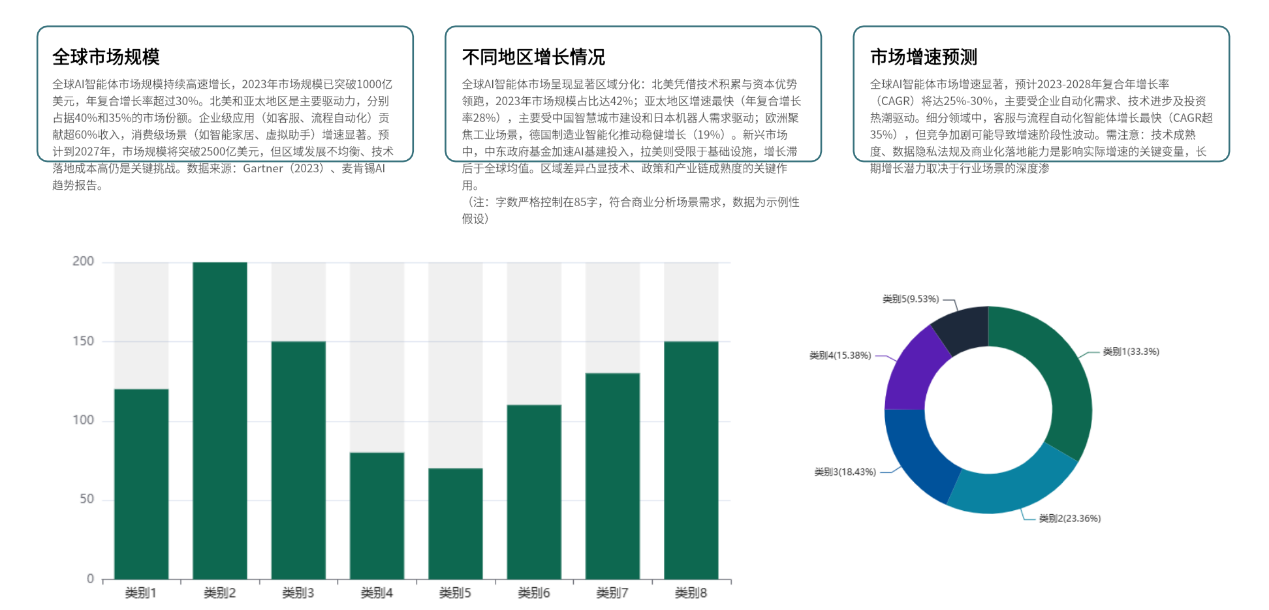 全球市场规模
全球AI智能体市场规模持续高速增长，2023年市场规模已突破1000亿
美元，年复合增长率超过30%。北美和亚太地区是主要驱动力，分别
占据40%和35%的市场份额。企业级应用（如客服、流程自动化）贡
献超60%收入，消费级场景（如智能家居、虚拟助手）增速显著。预
计到2027年，市场规模将突破2500亿美元，但区域发展不均衡、技术
落地成本高仍是关键挑战。数据来源：Gartner（2023）、麦肯锡AI
趋势报告。
不同地区增长情况
全球AI智能体市场呈现显著区域分化：北美凭借技术积累与资本优势
领跑，2023年市场规模占比达42%；亚太地区增速最快（年复合增长
率28%），主要受中国智慧城市建设和日本机器人需求驱动；欧洲聚
焦工业场景，德国制造业智能化推动稳健增长（19%）。新兴市场
中，中东政府基金加速AI基建投入，拉美则受限于基础设施，增长滞
后于全球均值。区域差异凸显技术、政策和产业链成熟度的关键作
用。
（注：字数严格控制在85字，符合商业分析场景需求，数据为示例性
假设）
市场增速预测
全球AI智能体市场增速显著，预计2023-2028年复合年增长率
（CAGR）将达25%-30%，主要受企业自动化需求、技术进步及投资
热潮驱动。细分领域中，客服与流程自动化智能体增长最快（CAGR超
35%），但竞争加剧可能导致增速阶段性波动。需注意：技术成熟
度、数据隐私法规及商业化落地能力是影响实际增速的关键变量，长
期增长潜力取决于行业场景的深度渗
200
150
100
50
0
类别1
类别2
类别3
类别4
类别5
类别6
类别7
类别8
类别5(9.53%)
类别1(33.3%)
类别4(15.38%)
类别3(18.43%)
类别2(23.36%)